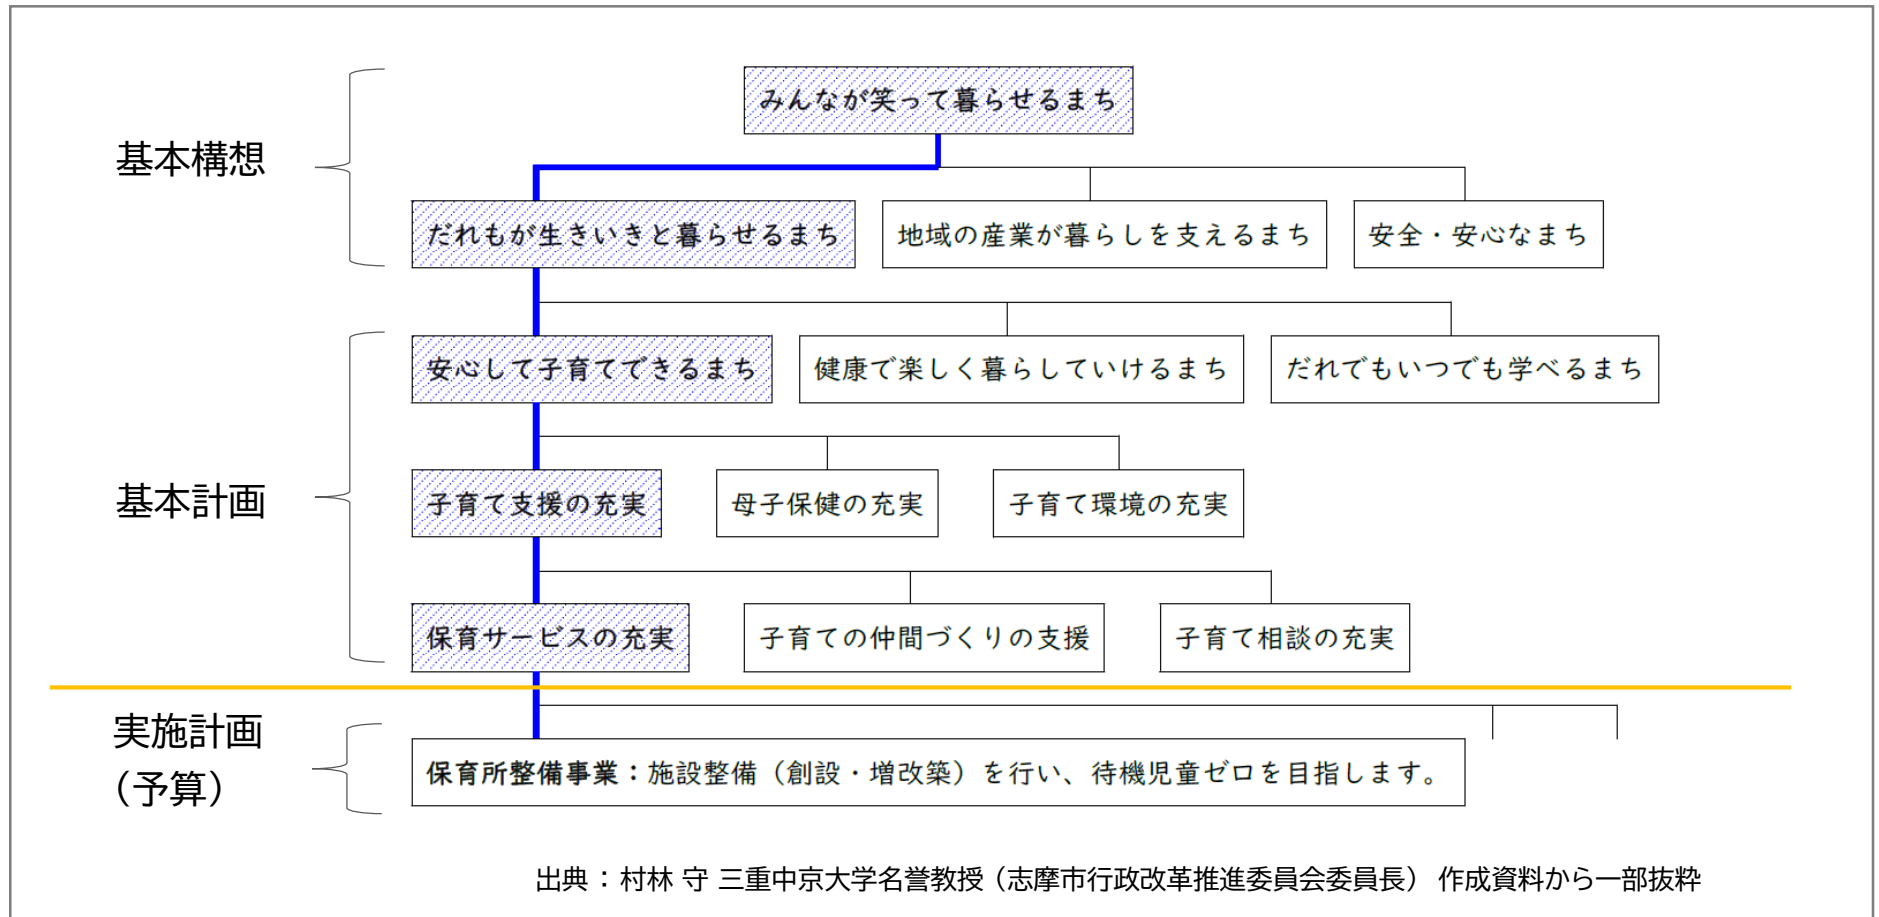 みんなが笑って暮らせるまち
基本構想
だれもが生きいきと暮らせるまち
地域の産業が暮らしを支えるまち
安全・安心なまち
安心して子育てできるまち
健康で楽しく暮らしていけるまち
だれでもいつでも学べるまち
基本計画
子育て支援の充実
母子保健の充実
子育て環境の充実
保育サービスの充実
子育ての仲間づくりの支援
子育て相談の充実
実施計画
（予算）
保育所整備事業：施設整備（創設・増改築）を行い、待機児童ゼロを目指します。
出典：村林 守 三重中京大学名誉教授（志摩市行政改革推進委員会委員長） 作成資料から一部抜粋